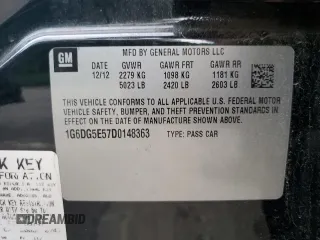 GM
MFD BY GENERAL MOTORS LLC
DATE GVWR GAWR FRT GAWR RR
12/12 2279 KG 1098 KG 1181 KG
5023 LB 2420 LB 2603 LB
THIS VEHICLE CONFORMS TO ALL APPLICABLE U.S. FEDERAL MOTOR
VEHICLE SAFETY, BUMPER, AND THEFT PREVENTION STANDARDS IN
EFFECT ON THE DATE OF MANUFACTURE SHOWN ABOVE.
1G6DG5E57D0148363 TYPE: PASS CAR
K KEY
DREAMBID